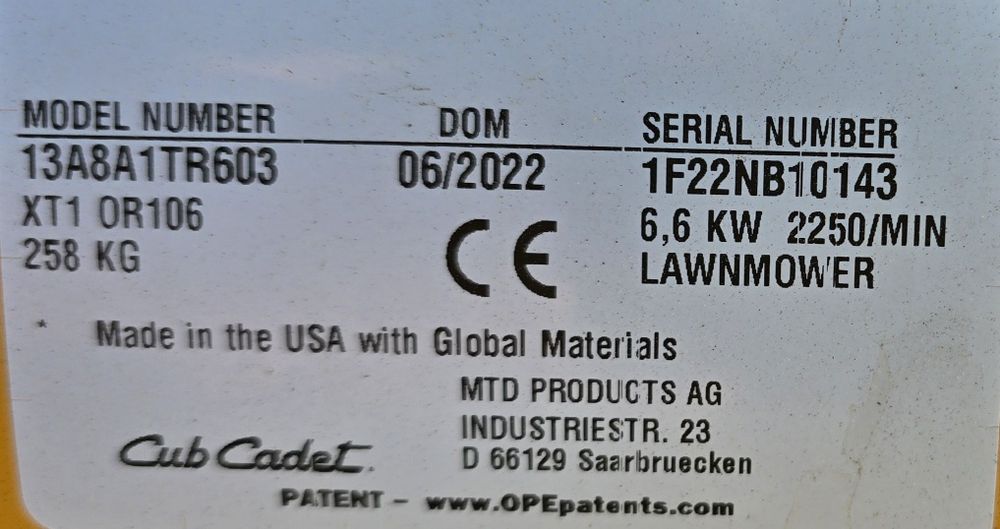 MODEL NUMBER DOM SERIAL NUMBER
13A8A1TR603 06/2022 1F22NB10143
XT1 OR106 6,6 KW 2250/MIN
258 KG CE LAWNMOWER
* Made in the USA with Global Materials
MTD PRODUCTS AG
INDUSTRIESTR. 23
Cub Cadet. D 66129 Saarbruecken
PATENT - www.OPEpatents.com